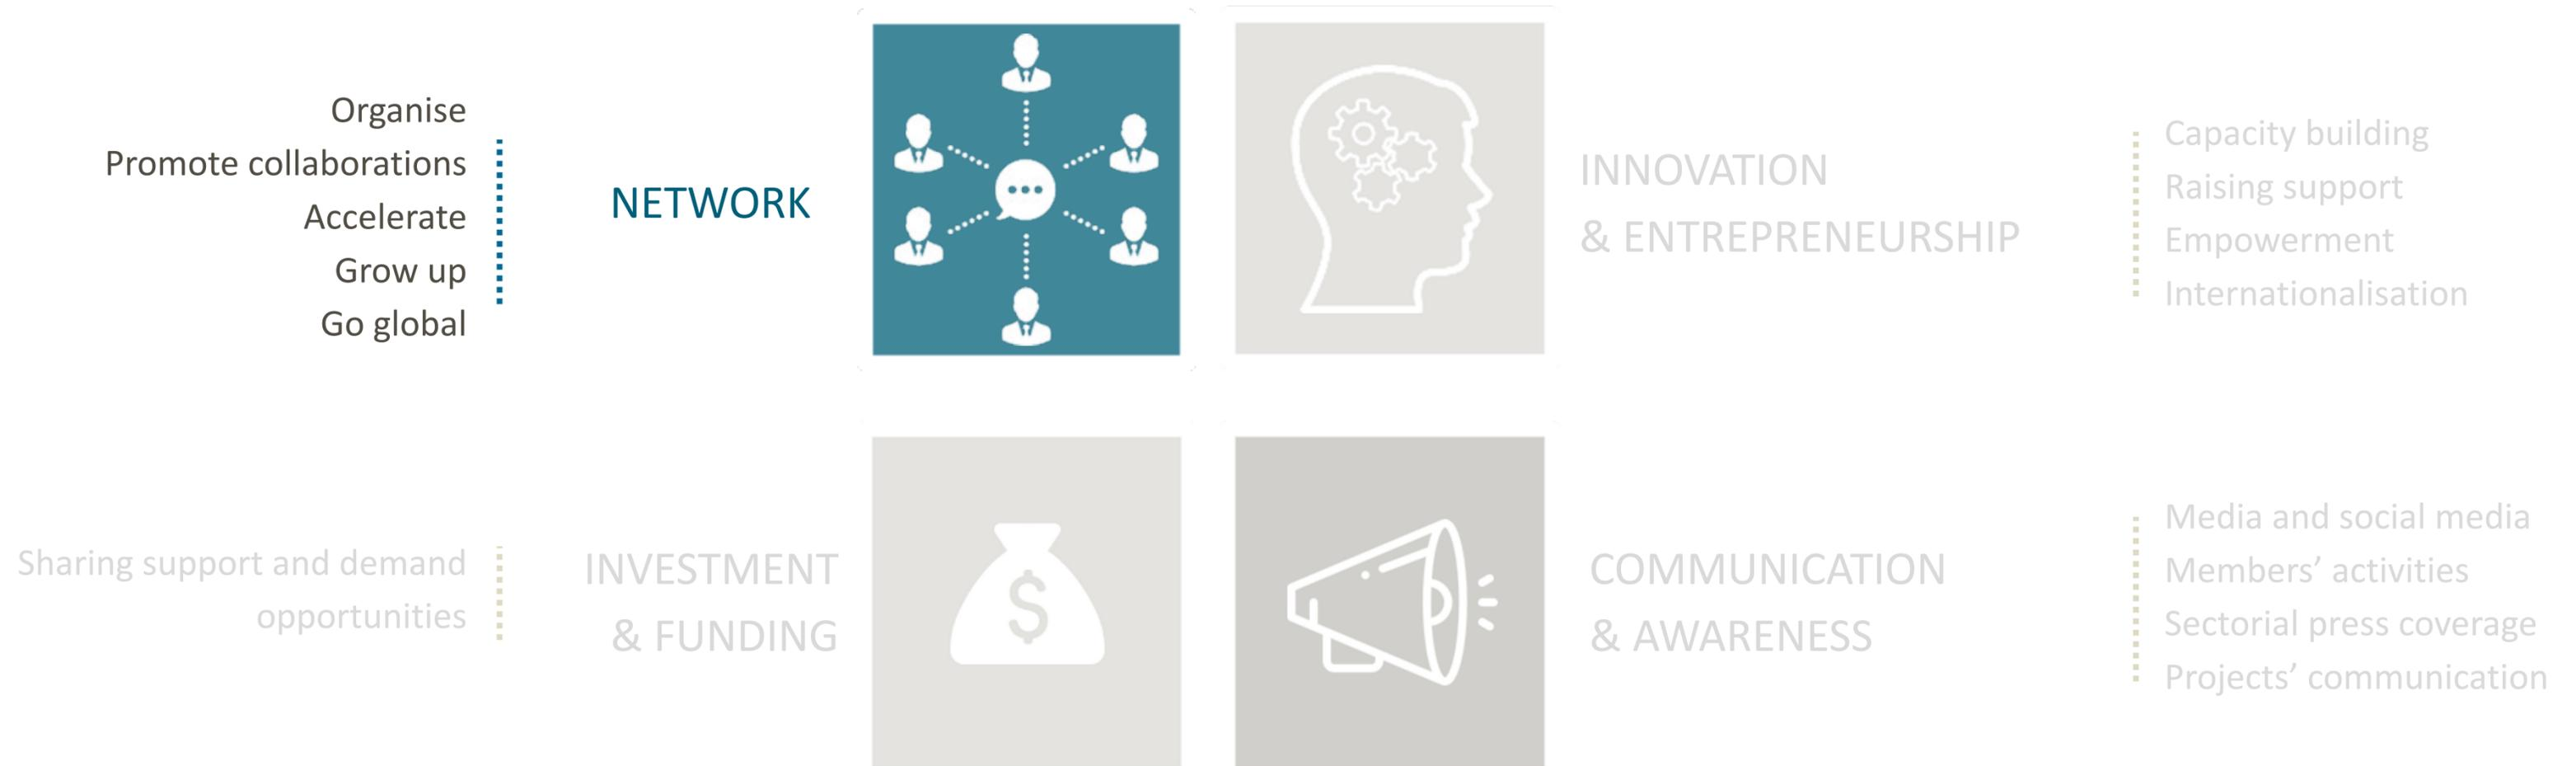 Organise
Promote collaborations
Accelerate
Grow up
Go global
NETWORK
INNOVATION
& ENTREPRENEURSHIP
Capacity building
Raising support
Empowerment
Internationalisation
Sharing support and demand
opportunities
INVESTMENT
& FUNDING
$
COMMUNICATION
& AWARENESS
Media and social media
Members’ activities
Sectorial press coverage
Projects’ communication